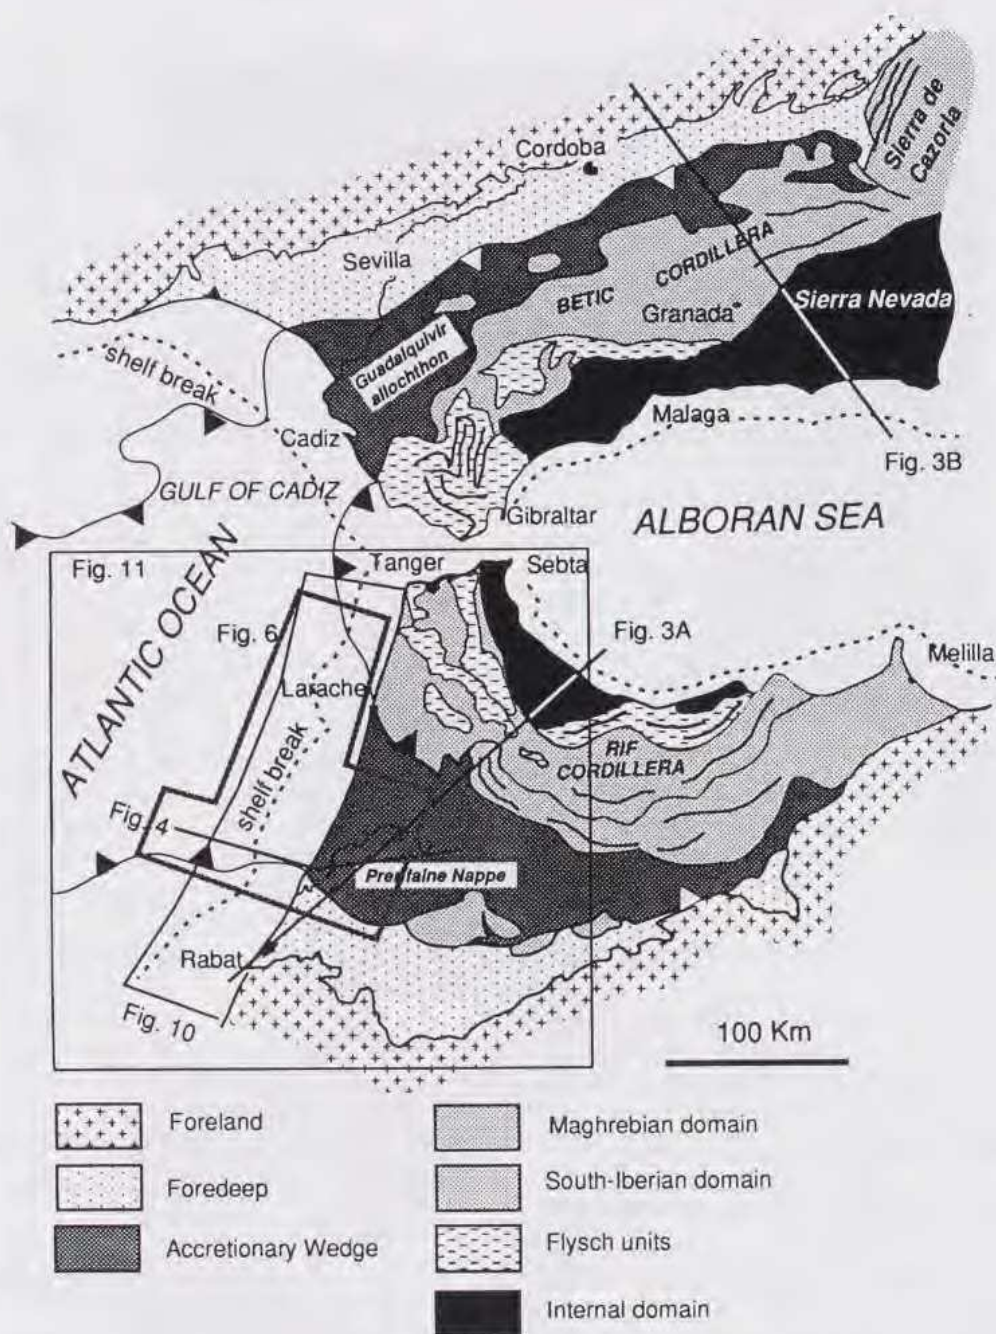 Sierra de
Cazorla
Cordoba
Sevilla
BETIC CORDILLERA
Granada
Sierra Nevada
Guadalquivir
allochthon
shelf break
Cadiz
Malaga
Fig. 3B
GULF OF CADIZ
Gibraltar
ALBORAN SEA
Fig. 11
Tanger
Sebta
ATLANTIC OCEAN
Fig. 6
Fig. 3A
Larache
Melilla
RIF
CORDILLERA
shelf break
Fig. 4
Prerifaine Nappe
Rabat
Fig. 10
100 Km
Foreland
Foredeep
Accretionary Wedge
Maghrebian domain
South-Iberian domain
Flysch units
Internal domain